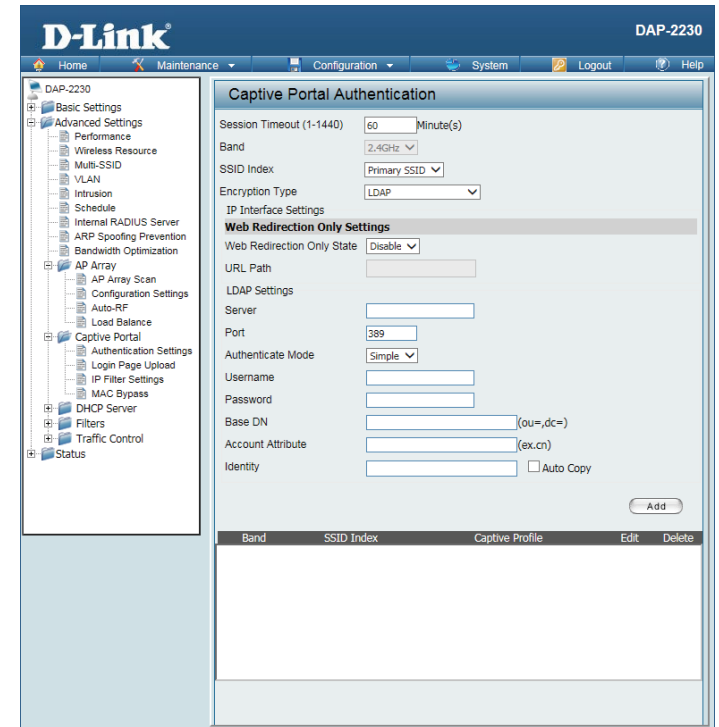 D-Link®
DAP-2230
Home Maintenance Configuration System Logout Help
DAP-2230
Basic Settings
Advanced Settings
Performance
Wireless Resource
Multi-SSID
VLAN
Intrusion
Schedule
Internal RADIUS Server
ARP Spoofing Prevention
Bandwidth Optimization
AP Array
AP Array Scan
Configuration Settings
Auto-RF
Load Balance
Captive Portal
Authentication Settings
Login Page Upload
IP Filter Settings
MAC Bypass
DHCP Server
Filters
Traffic Control
Status
Captive Portal Authentication
Session Timeout (1-1440) 60 Minute(s)
Band 2.4GHz
SSID Index Primary SSID
Encryption Type LDAP
IP Interface Settings
Web Redirection Only Settings
Web Redirection Only State Disable
URL Path
LDAP Settings
Server
Port 389
Authenticate Mode Simple
Username
Password
Base DN (ou=,dc=)
Account Attribute (ex.cn)
Identity Auto Copy
Add
Band SSID Index Captive Profile Edit Delete